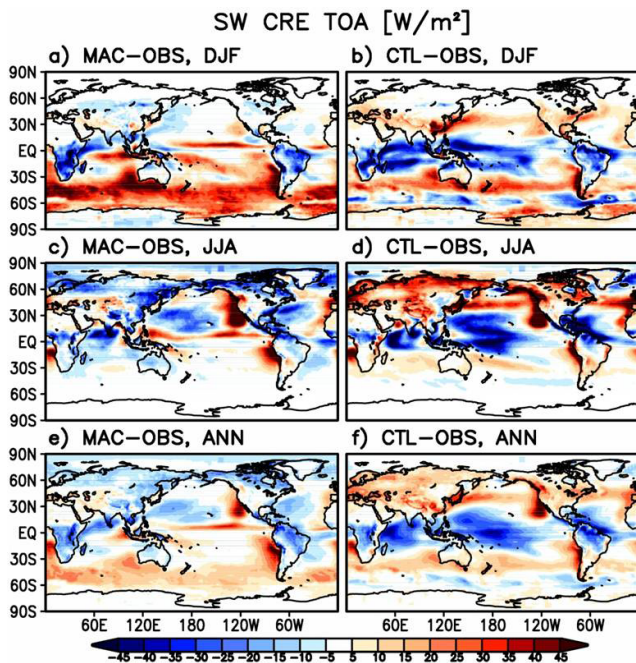 SW CRE TOA [W/m²]
a) MAC-OBS, DJF
b) CTL-OBS, DJF
90N
60N
30N
EQ
30S
60S
90S
c) MAC-OBS, JJA
d) CTL-OBS, JJA
90N
60N
30N
EQ
30S
60S
90S
e) MAC-OBS, ANN
f) CTL-OBS, ANN
90N
60N
30N
EQ
30S
60S
90S
60E 120E 180 120W 60W 60E 120E 180 120W 60W
-45 -40 -35 -30 -25 -20 -15 -10 -5 5 10 15 20 25 30 35 40 45